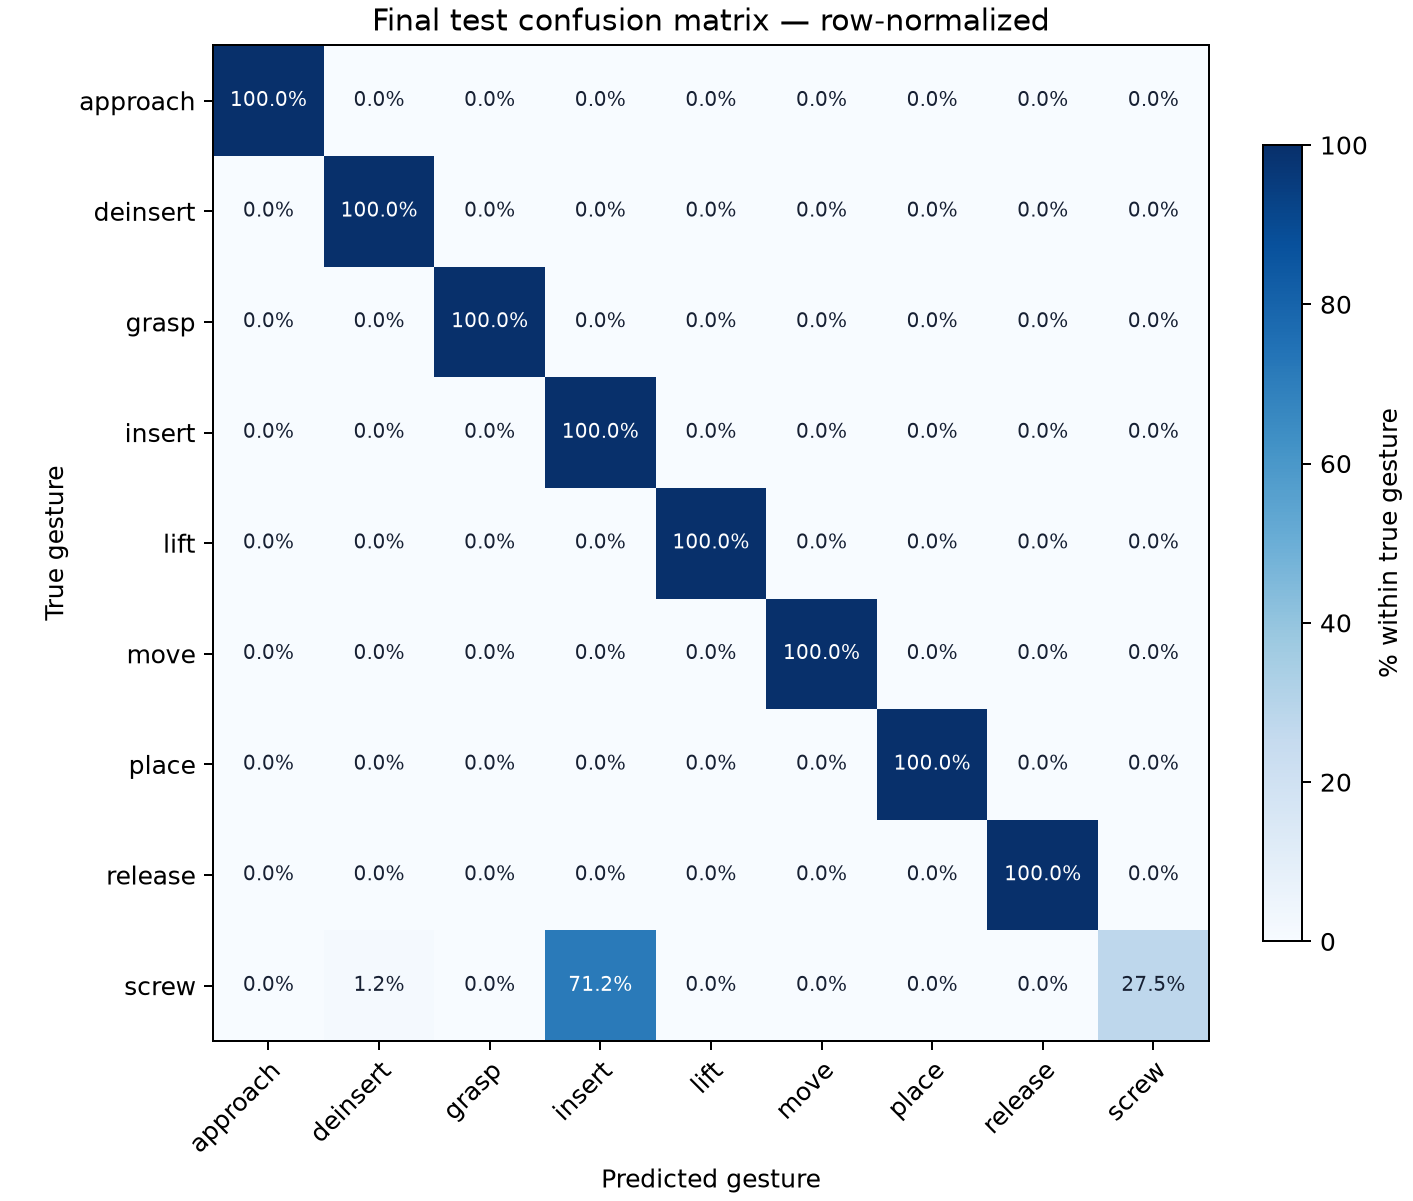 Final test confusion matrix — row-normalized
approach 100.0% 0.0% 0.0% 0.0% 0.0% 0.0% 0.0% 0.0% 0.0%
deinsert 0.0% 100.0% 0.0% 0.0% 0.0% 0.0% 0.0% 0.0% 0.0%
grasp 0.0% 0.0% 100.0% 0.0% 0.0% 0.0% 0.0% 0.0% 0.0%
insert 0.0% 0.0% 0.0% 100.0% 0.0% 0.0% 0.0% 0.0% 0.0%
lift 0.0% 0.0% 0.0% 0.0% 100.0% 0.0% 0.0% 0.0% 0.0%
move 0.0% 0.0% 0.0% 0.0% 0.0% 100.0% 0.0% 0.0% 0.0%
place 0.0% 0.0% 0.0% 0.0% 0.0% 0.0% 100.0% 0.0% 0.0%
release 0.0% 0.0% 0.0% 0.0% 0.0% 0.0% 0.0% 100.0% 0.0%
screw 0.0% 1.2% 0.0% 71.2% 0.0% 0.0% 0.0% 0.0% 27.5%
approach deinsert grasp insert lift move place release screw
Predicted gesture
True gesture
100
80
60
40
20
0
% within true gesture